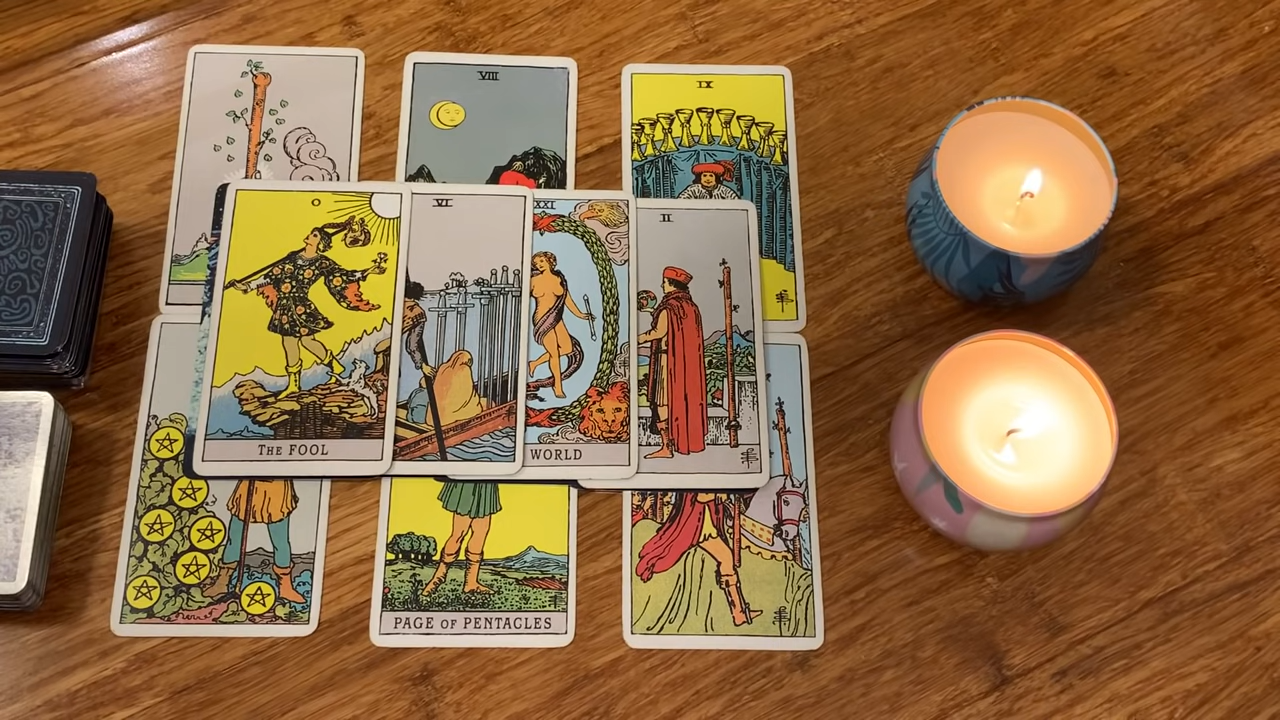 VIII
IX
O
VI
XXI
II
THE FOOL
WORLD
PAGE OF PENTACLES